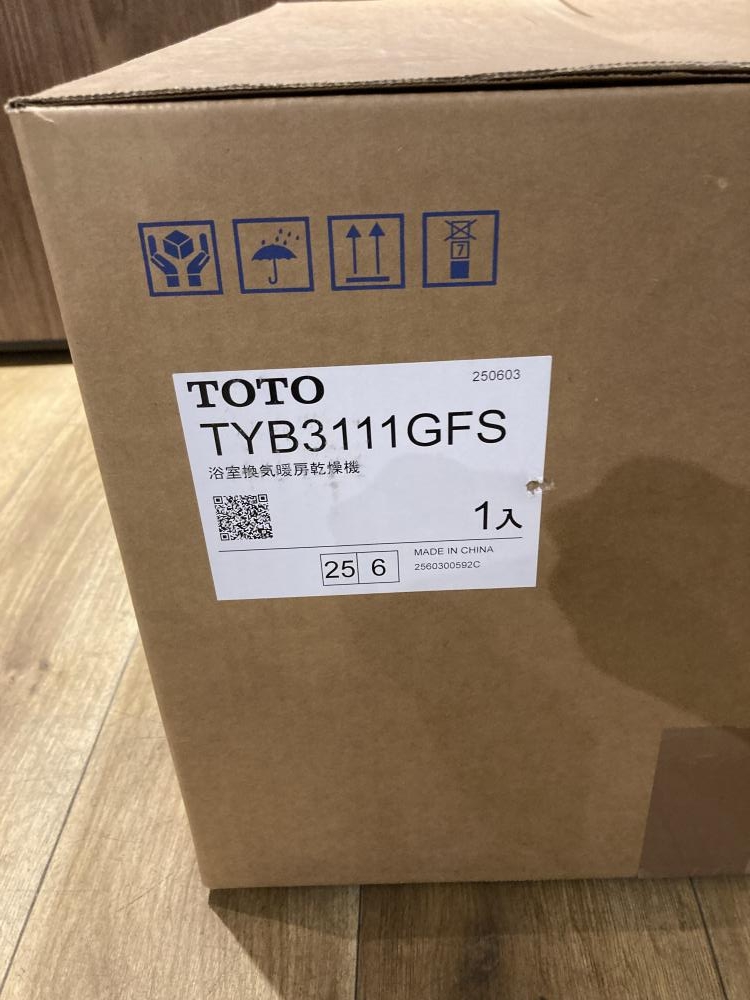 7
TOTO
250603
TYB3111GFS
浴室換気暖房乾燥機
1入
25 6
MADE IN CHINA
2560300592C